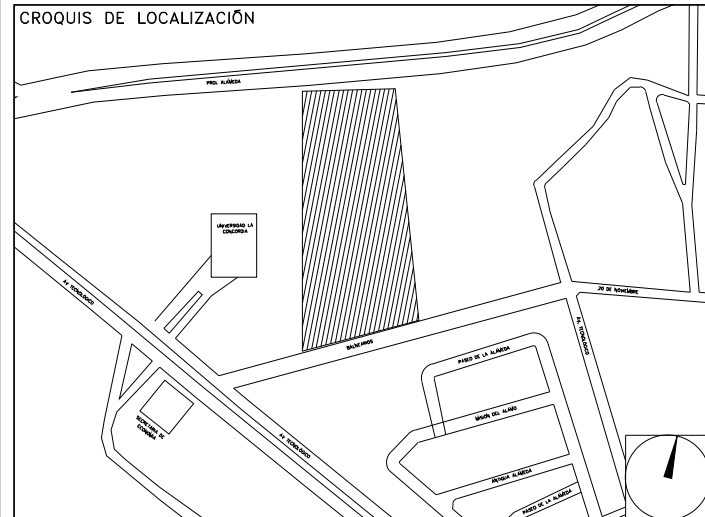 CROQUIS DE LOCALIZACIÓN
PROL ALAMEDA
UNIVERSIDAD LA
CONCORDIA
AV TECNOLOGICO
20 DE NOVIEMBRE
BALNEARIOS
AV. TECNOLOGICO
PASEO DE LA ALAMEDA
MISION DEL ALAMO
SECRETARIA DE
ECONOMIA
AV TECNOLOGICO
ANTIGUA ALAMEDA
PASEO DE LA ALAMEDA